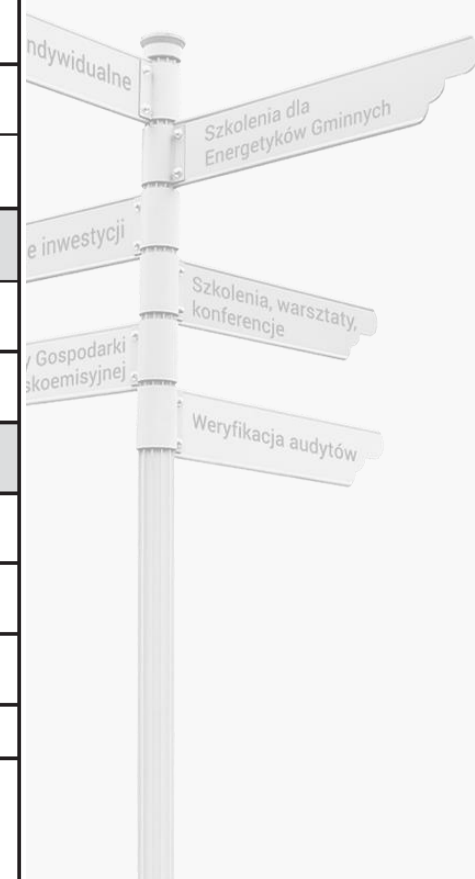 ndywidualne
Szkolenia dla
Energetyków Gminnych
e inwestycji
Szkolenia, warsztaty,
konferencje
y Gospodarki
skoemisyjnej
Weryfikacja audytów